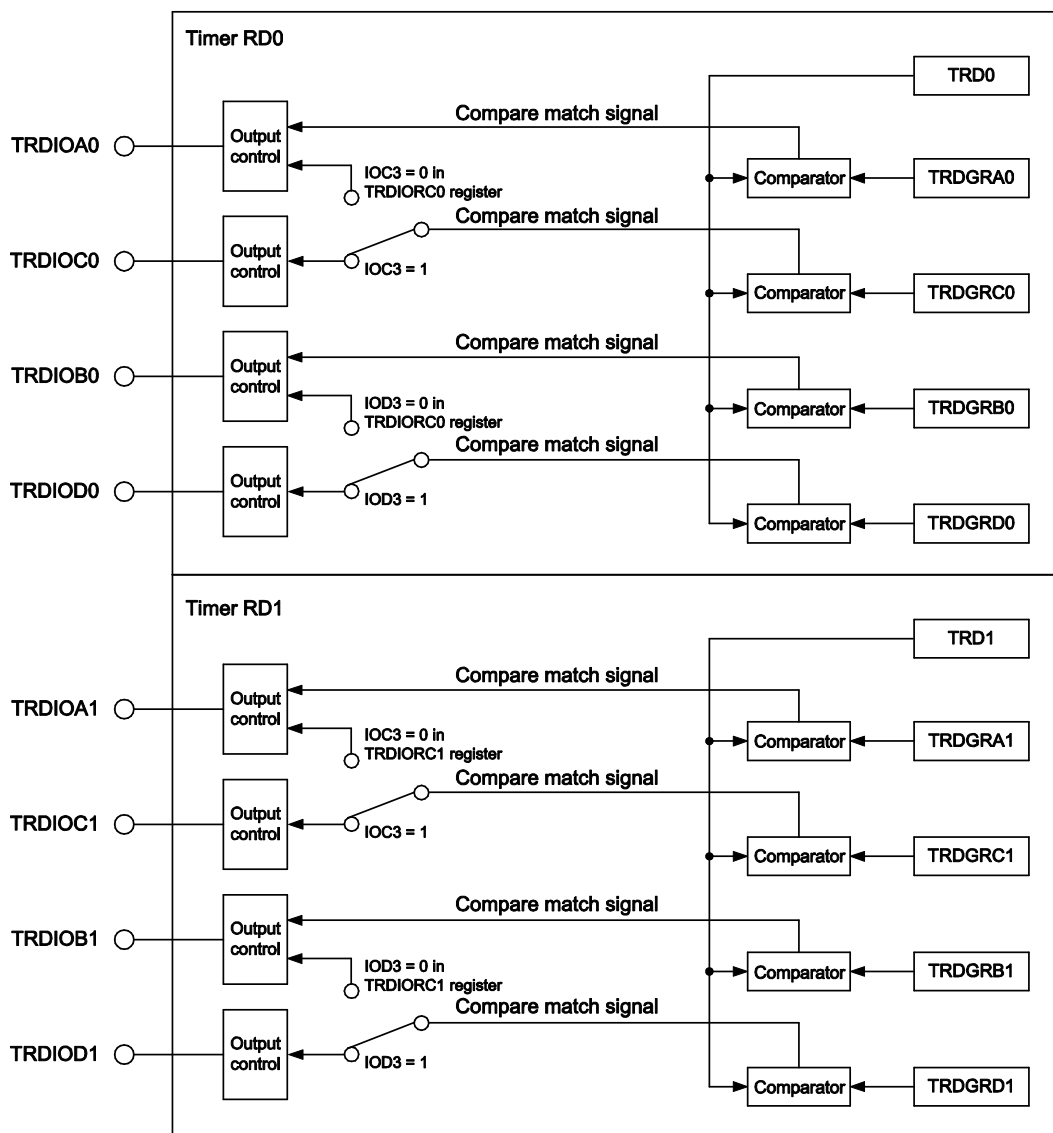 Timer RD0
TRD0
Compare match signal
TRDIOA0
Output
control
Comparator
TRDGRA0
IOC3 = 0 in
TRDIORC0 register
Compare match signal
TRDIOC0
Output
control
IOC3 = 1
Comparator
TRDGRC0
Compare match signal
TRDIOB0
Output
control
Comparator
TRDGRB0
IOD3 = 0 in
TRDIORC0 register
Compare match signal
TRDIOD0
Output
control
IOD3 = 1
Comparator
TRDGRD0
Timer RD1
TRD1
Compare match signal
TRDIOA1
Output
control
Comparator
TRDGRA1
IOC3 = 0 in
TRDIORC1 register
Compare match signal
TRDIOC1
Output
control
IOC3 = 1
Comparator
TRDGRC1
Compare match signal
TRDIOB1
Output
control
Comparator
TRDGRB1
IOD3 = 0 in
TRDIORC1 register
Compare match signal
TRDIOD1
Output
control
IOD3 = 1
Comparator
TRDGRD1